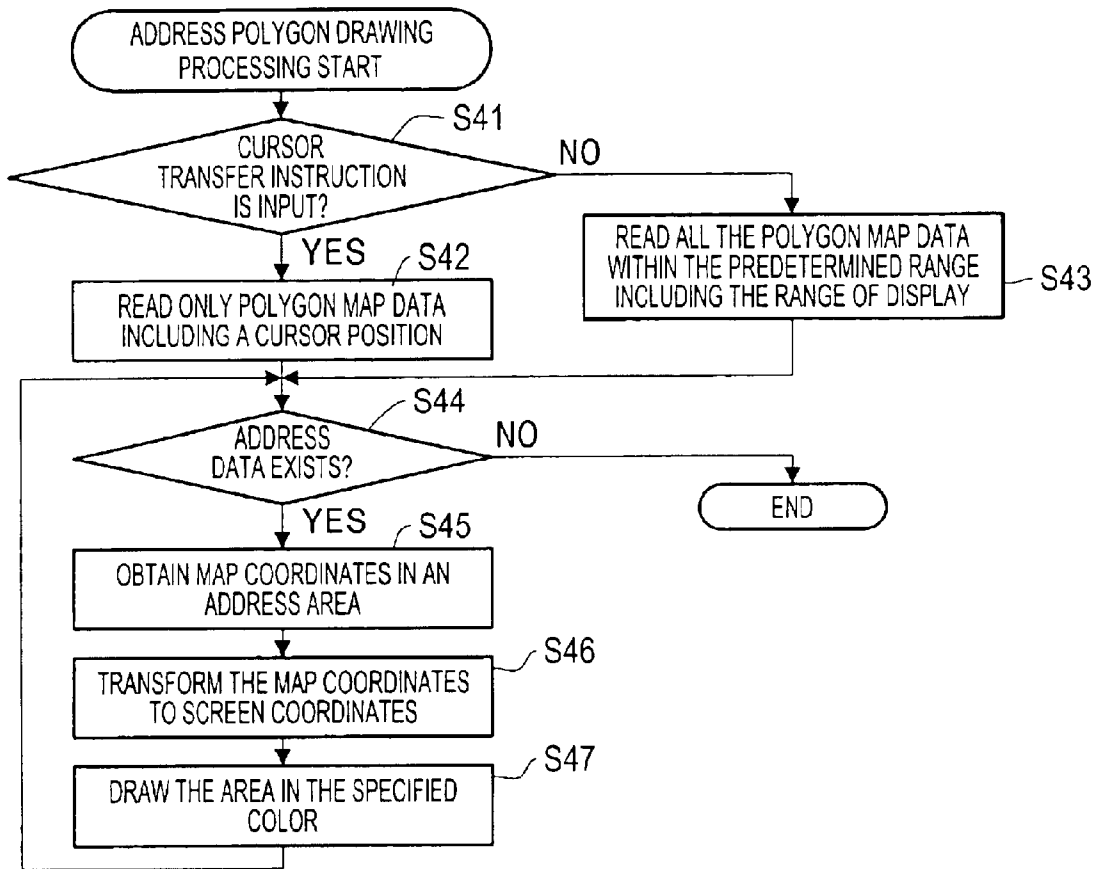 ADDRESS POLYGON DRAWING
PROCESSING START
S41
CURSOR
TRANSFER INSTRUCTION
IS INPUT?
NO
YES
S42
READ ONLY POLYGON MAP DATA
INCLUDING A CURSOR POSITION
READ ALL THE POLYGON MAP DATA
WITHIN THE PREDETERMINED RANGE
INCLUDING THE RANGE OF DISPLAY
S43
S44
ADDRESS
DATA EXISTS?
NO
END
YES
S45
OBTAIN MAP COORDINATES IN AN
ADDRESS AREA
S46
TRANSFORM THE MAP COORDINATES
TO SCREEN COORDINATES
S47
DRAW THE AREA IN THE SPECIFIED
COLOR